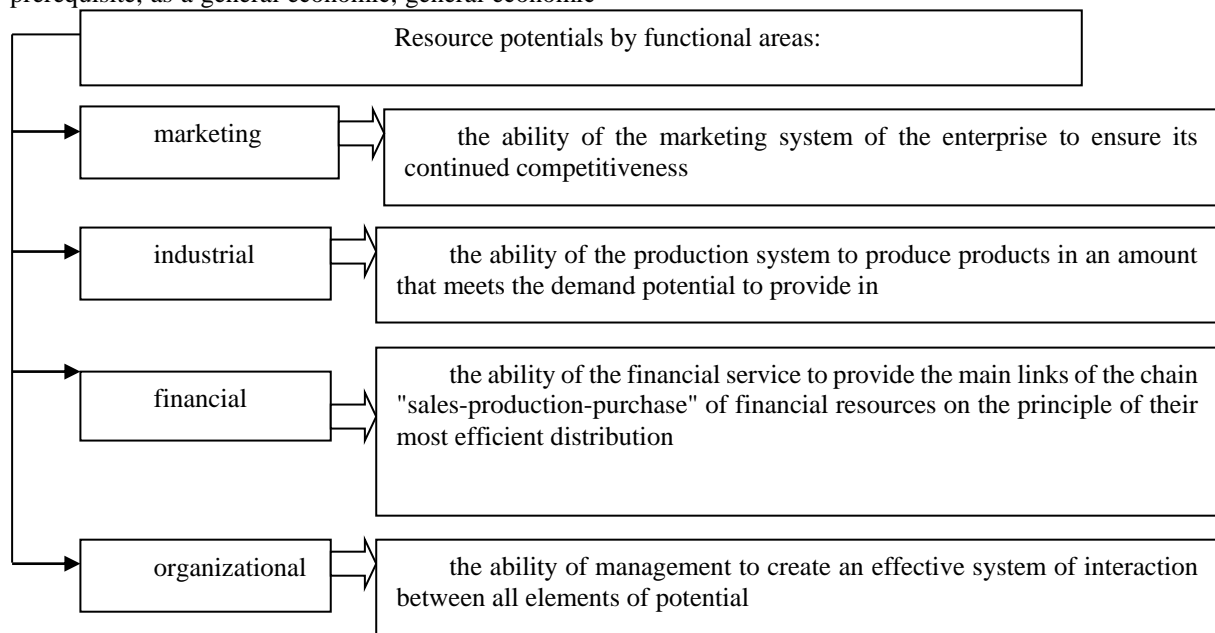 prerequisite, as a general economic, general economic
Resource potentials by functional areas:
marketing
the ability of the marketing system of the enterprise to ensure its
continued competitiveness
industrial
the ability of the production system to produce products in an amount
that meets the demand potential to provide in
financial
the ability of the financial service to provide the main links of the chain
"sales-production-purchase" of financial resources on the principle of their
most efficient distribution
organizational
the ability of management to create an effective system of interaction
between all elements of potential